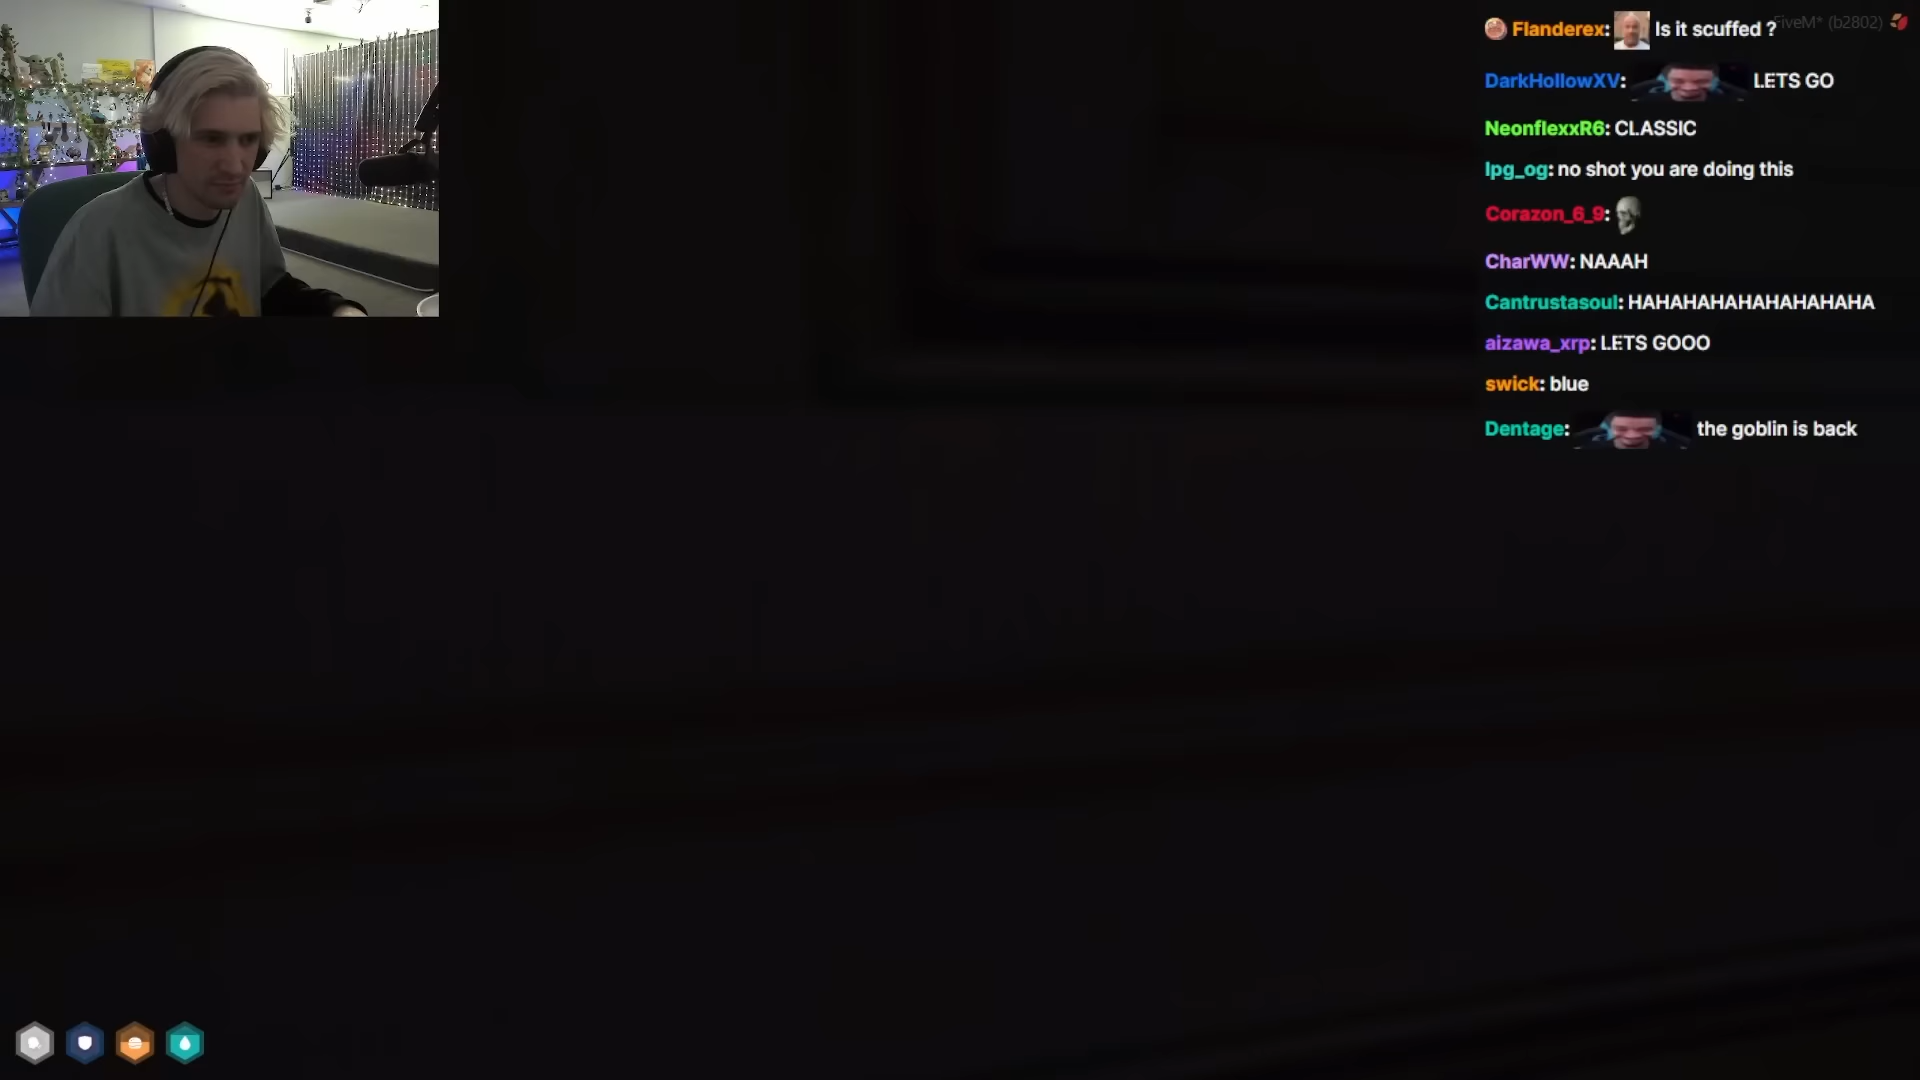 FiveM* (b2802)
Flanderex: Is it scuffed ?
DarkHollowXV: LETS GO
NeonflexxR6: CLASSIC
lpg_og: no shot you are doing this
Corazon_6_9:
CharWW: NAAAH
Cantrustasoul: HAHAHAHAHAHAHAHAHA
aizawa_xrp: LETS GOOO
swick: blue
Dentage: the goblin is back